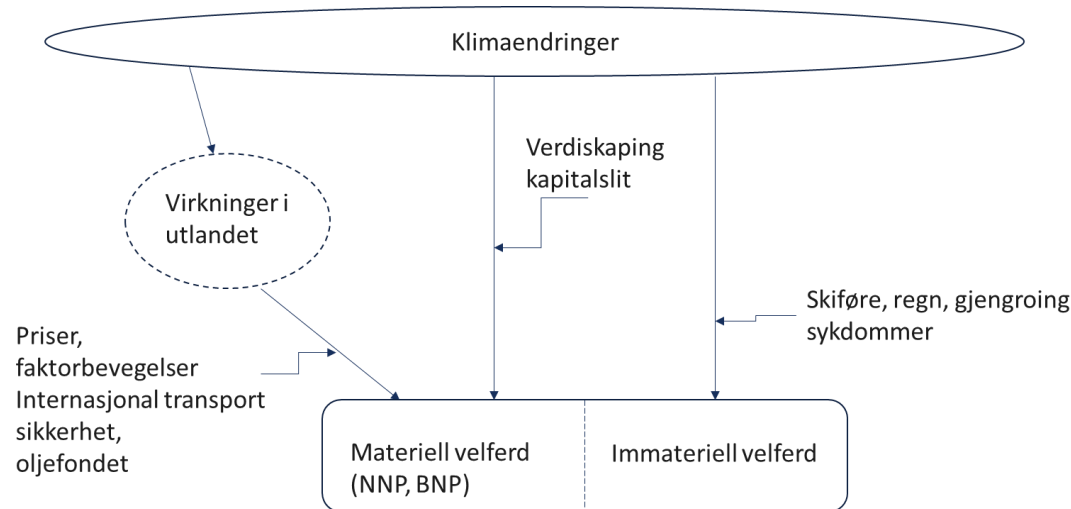 Klimaendringer
Verdiskaping
kapitalslit
Virkninger i
utlandet
Skiføre, regn, gjengroing
sykdommer
Priser,
faktorbevegelser
Internasjonal transport
sikkerhet,
oljefondet
Materiell velferd
(NNP, BNP)
Immateriell velferd